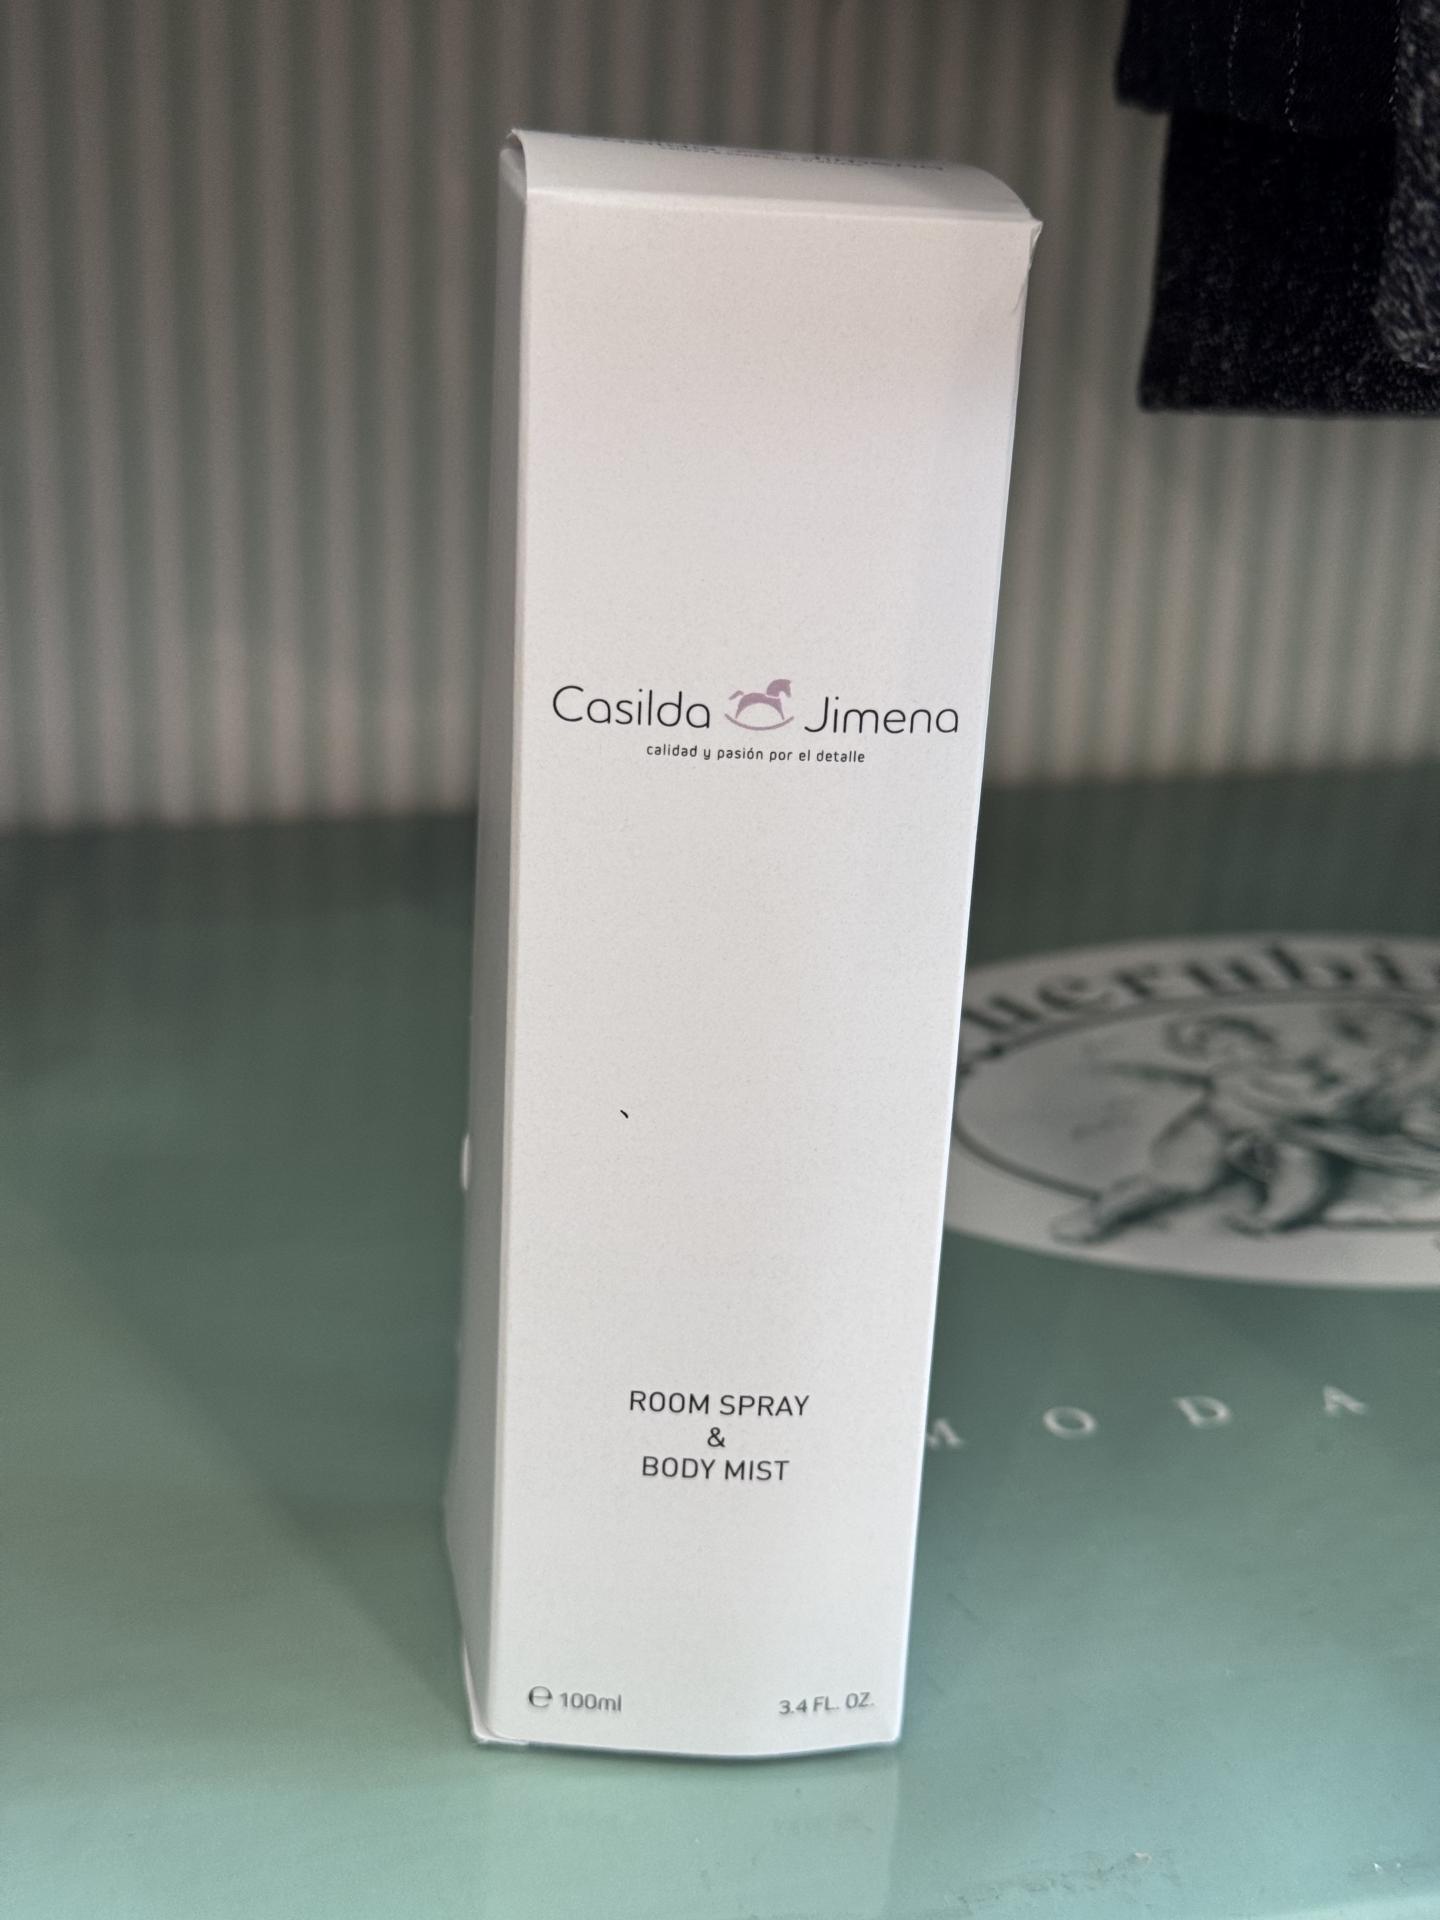 Casilda Jimena
calidad y pasión por el detalle
ROOM SPRAY
&
BODY MIST
℮ 100ml
3.4 FL. OZ.
MODA